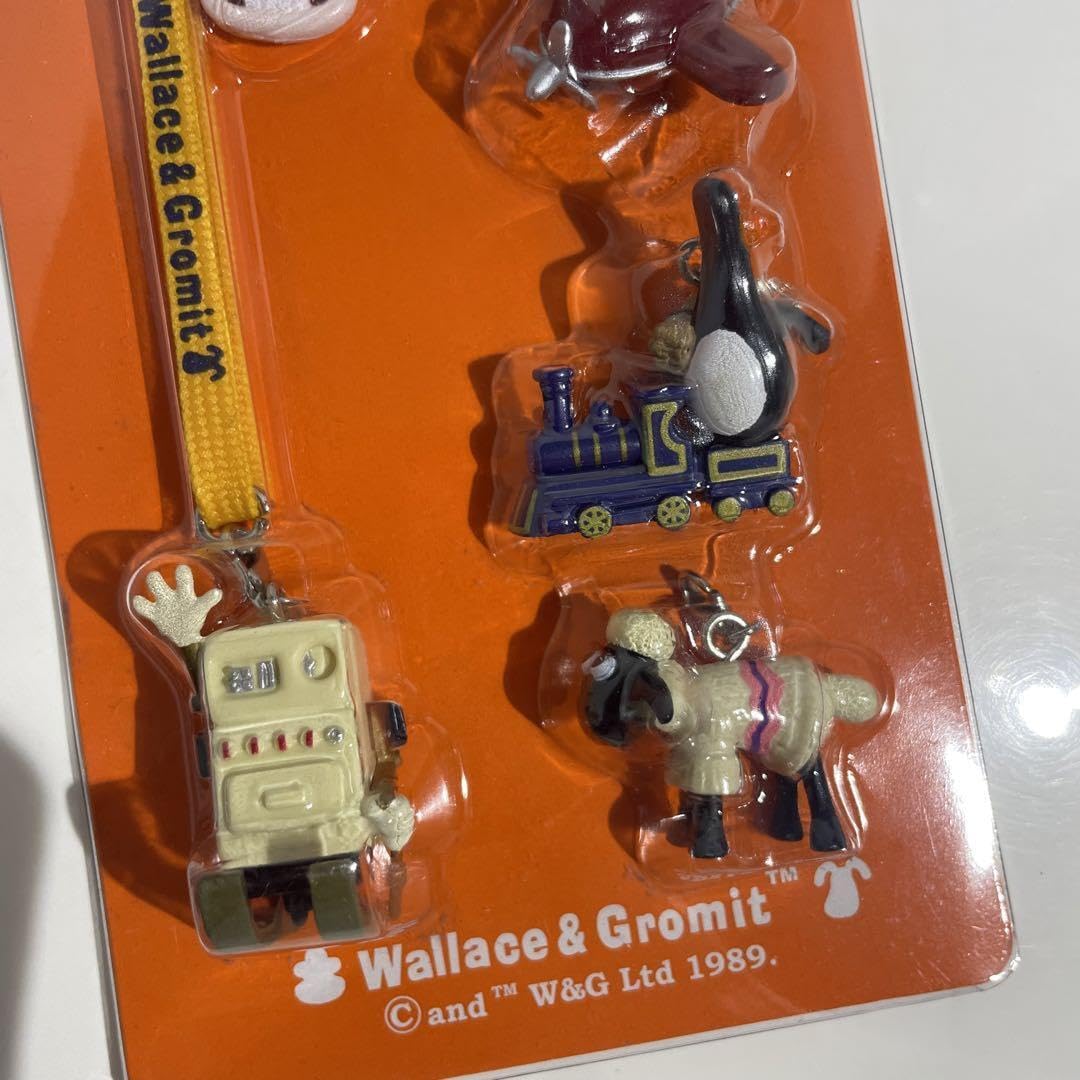 Wallace & Gromit
Wallace & Gromit™
© and ™ W&G Ltd 1989.